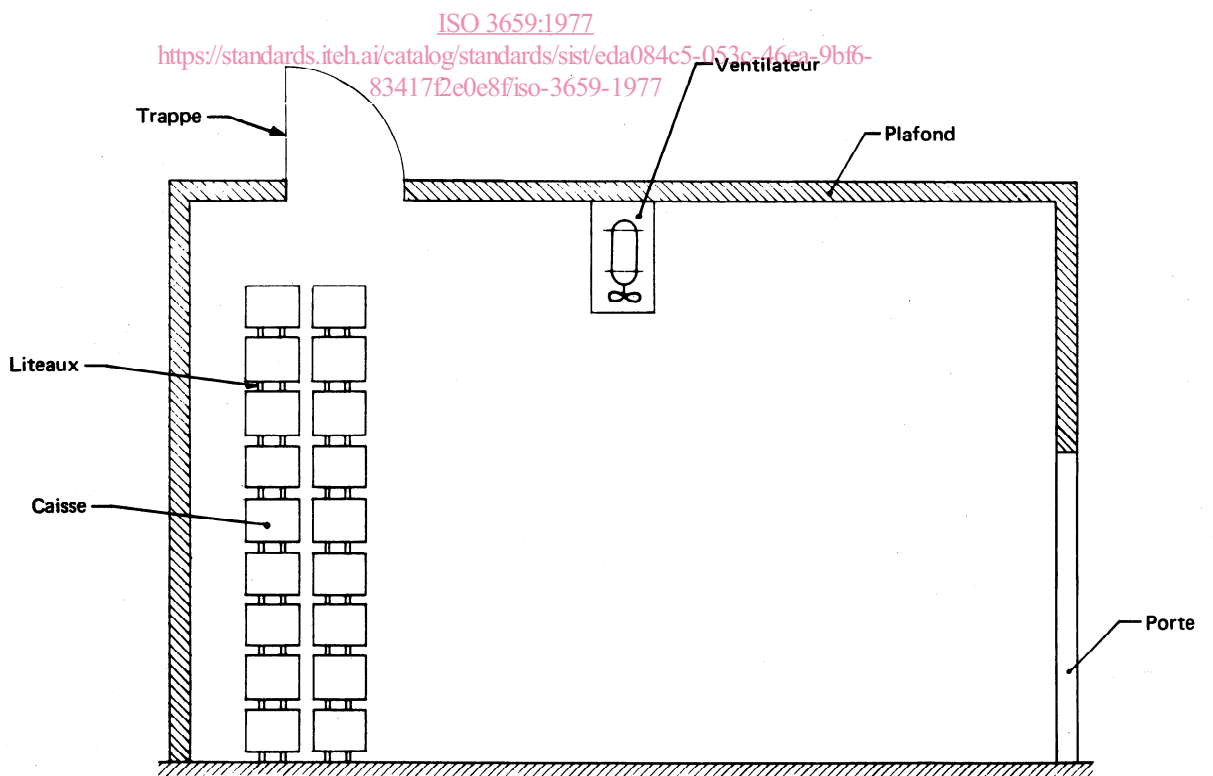 ISO 3659:1977
https://standards.iteh.ai/catalog/standards/sist/eda084c5-053c-46ea-9bf6-
83417f2e0e8f/iso-3659-1977
Ventilateur
Trappe
Plafond
Liteaux
Caisse
Porte